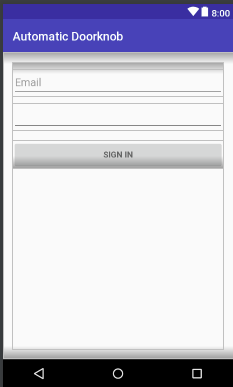 8:00
Automatic Doorknob
Email
SIGN IN